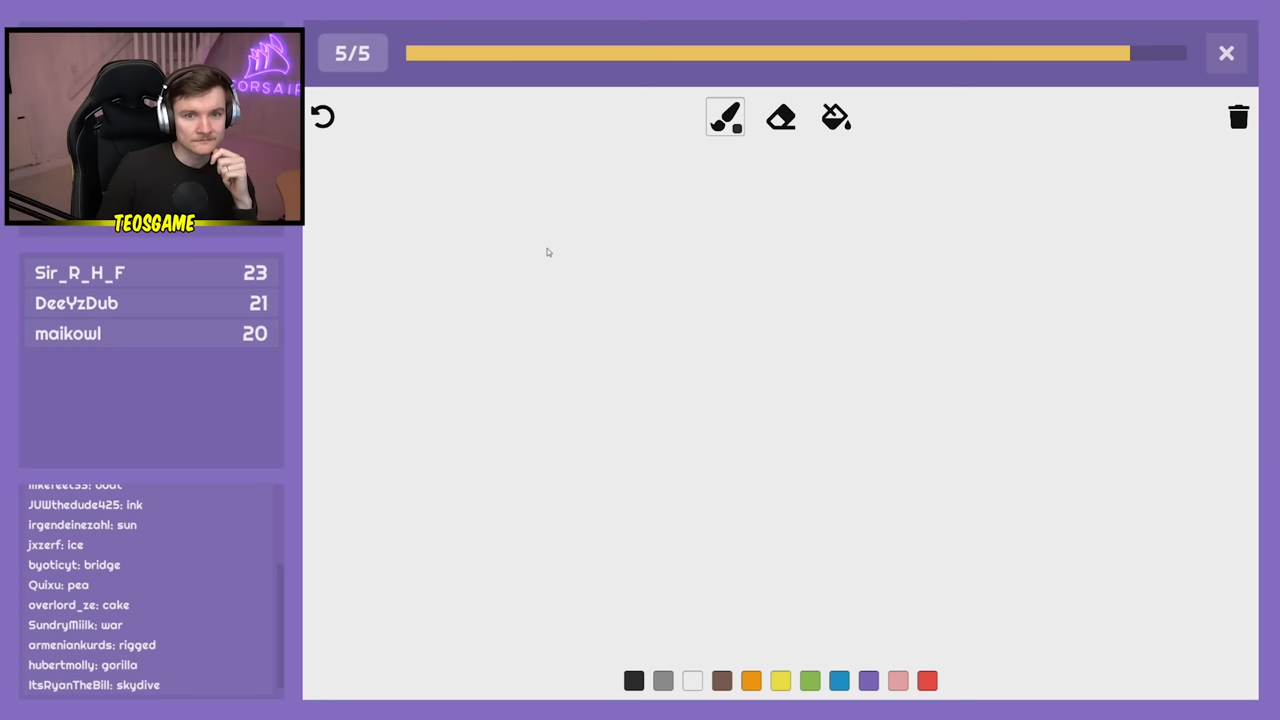 5/5
CORSAIR
TEOSGAME
Sir_R_H_F 23
DeeYzDub 21
maikowl 20
JUWthedude425: ink
irgendeinezahl: sun
jxzerf: ice
byoticyt: bridge
Quixu: pea
overlord_ze: cake
SundryMiilk: war
armeniankurds: rigged
hubertmolly: gorilla
ItsRyanTheBill: skydive